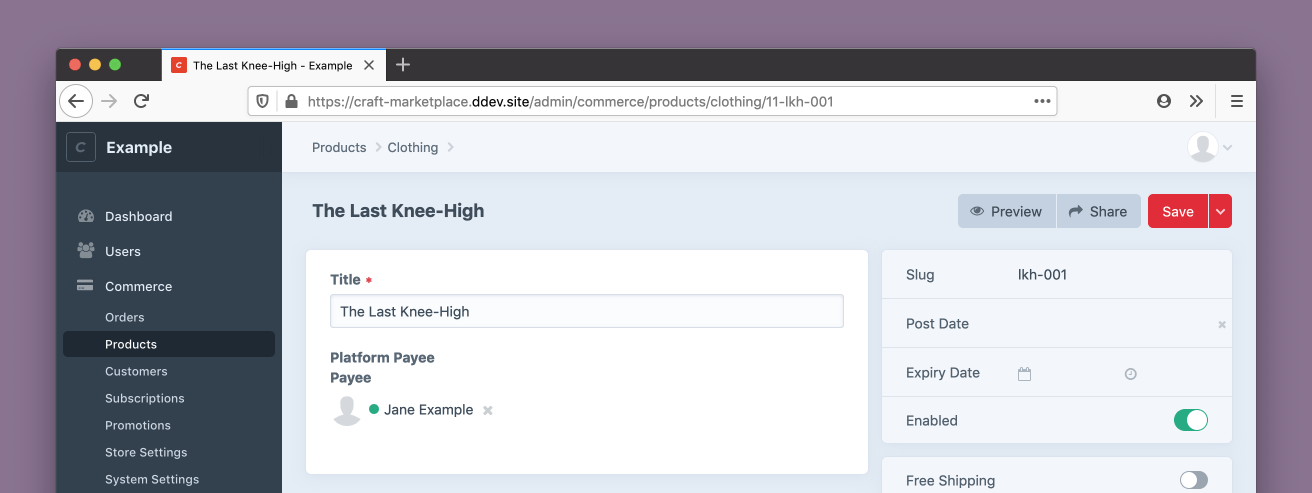 The Last Knee-High - Example
https://craft-marketplace.ddev.site/admin/commerce/products/clothing/11-lkh-001
C Example
Products Clothing
The Last Knee-High
Preview Share Save
Dashboard
Users
Commerce
Orders
Products
Customers
Subscriptions
Promotions
Store Settings
System Settings
Title *
The Last Knee-High
Platform Payee
Payee
Jane Example
Slug lkh-001
Post Date
Expiry Date
Enabled
Free Shipping